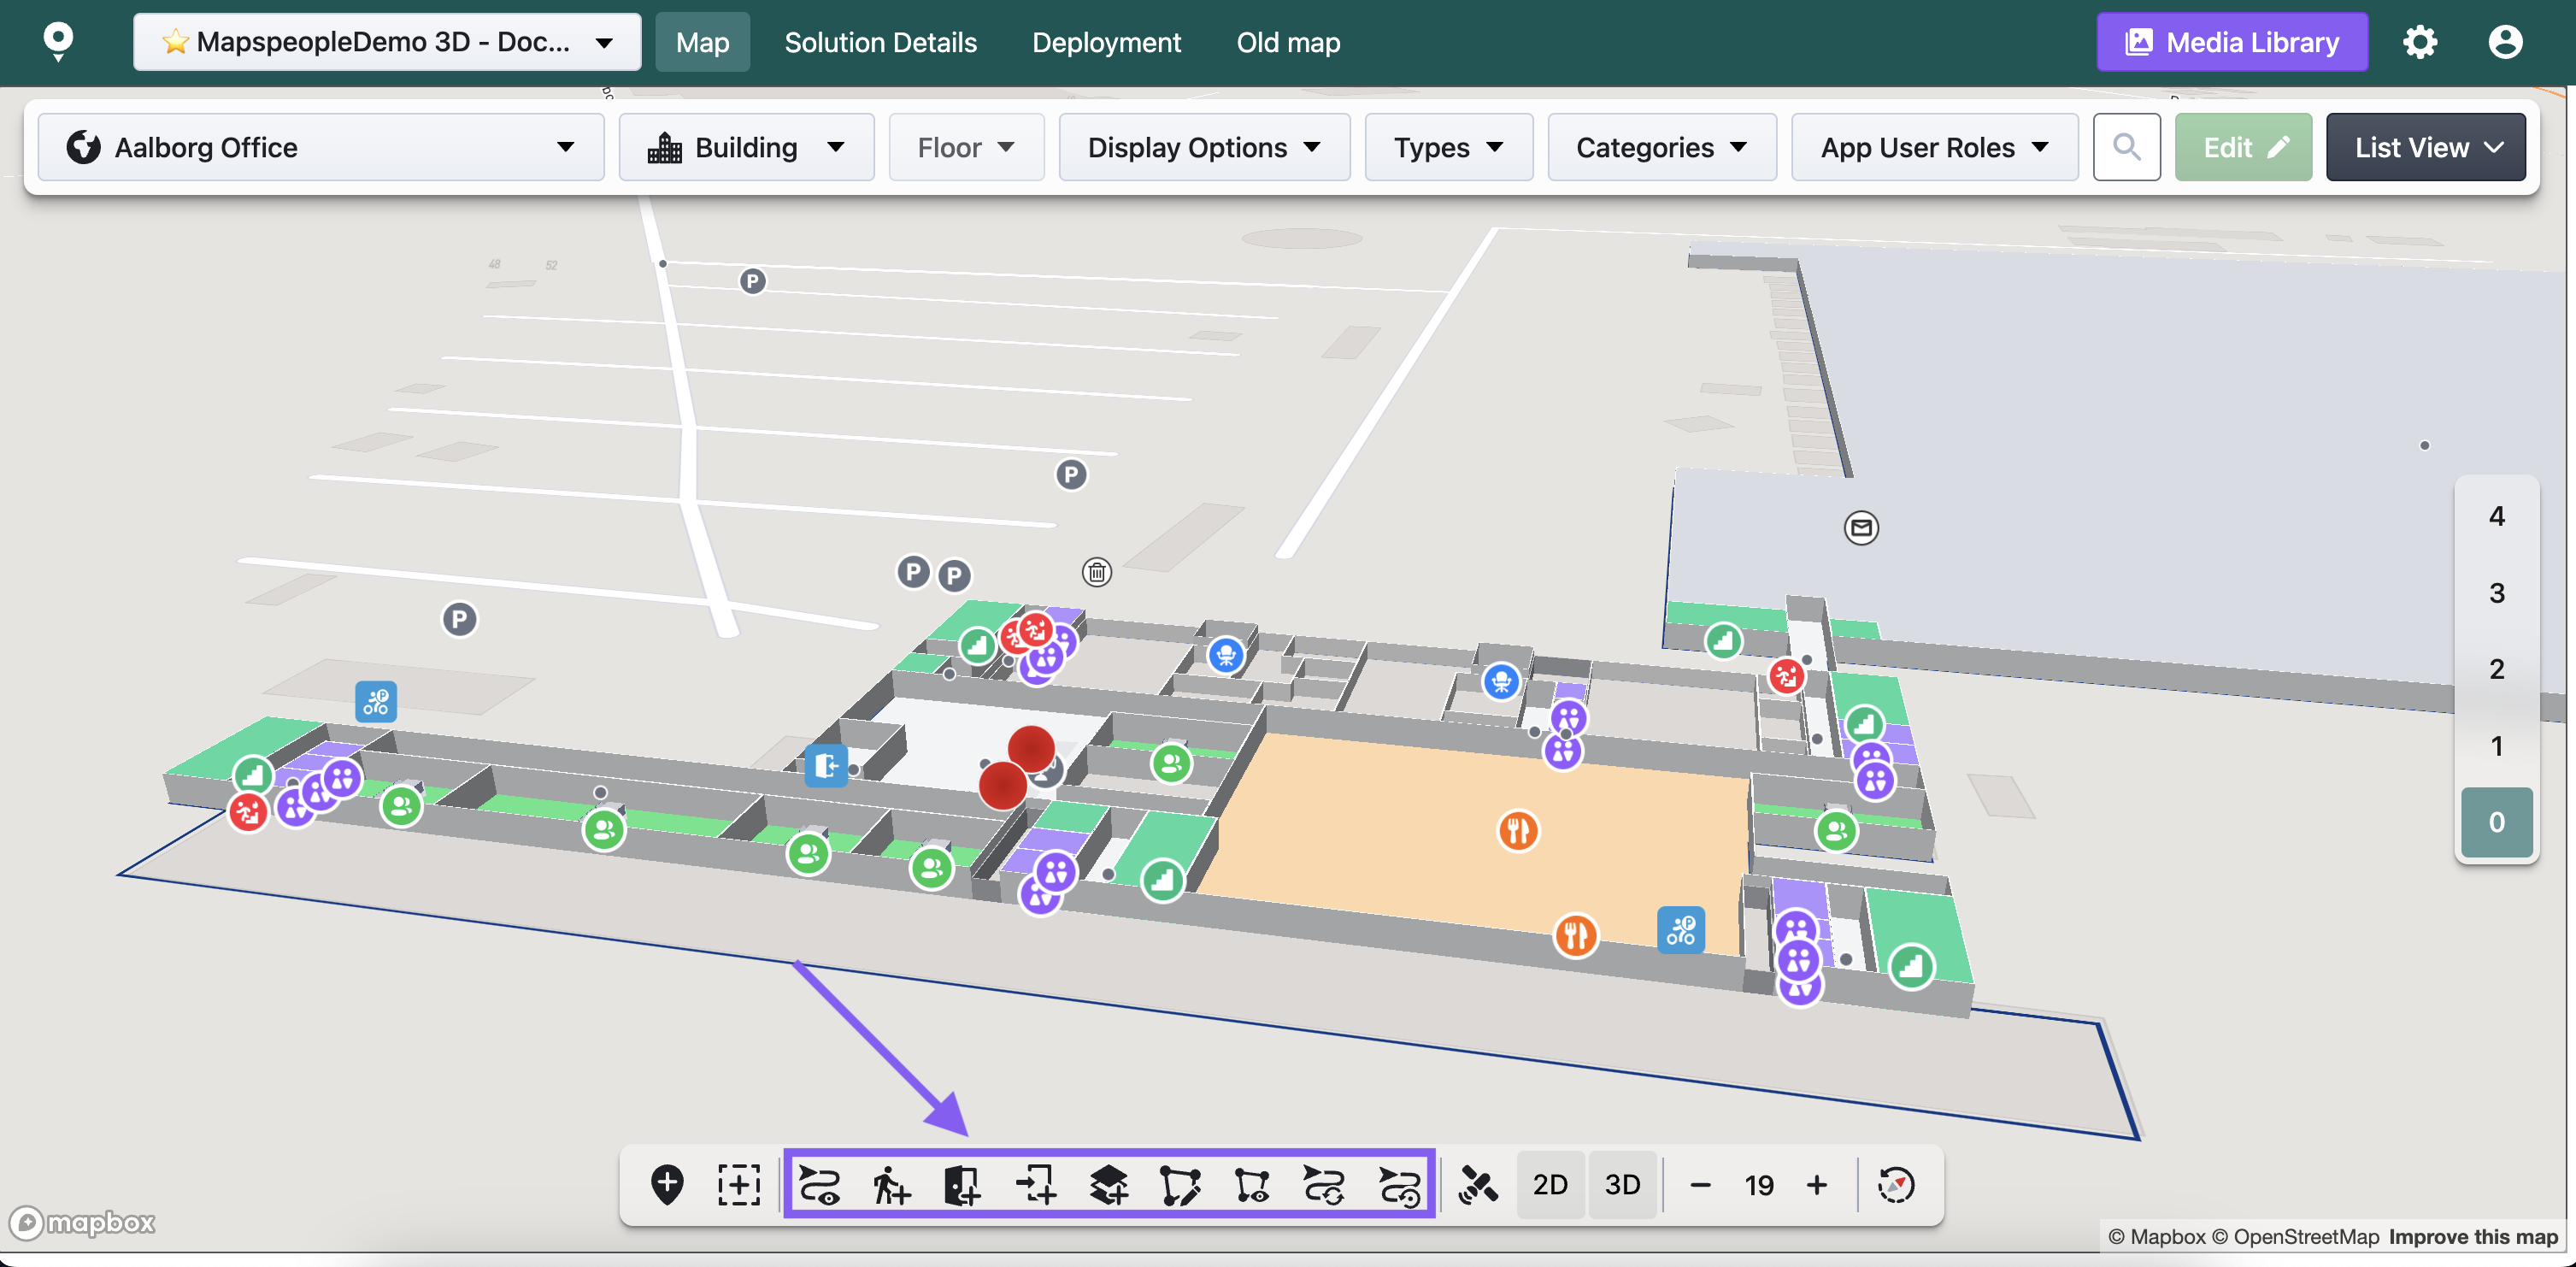 ⭐ MapspeopleDemo 3D - Doc...
Map
Solution Details
Deployment
Old map
Media Library
Aalborg Office
Building
Floor
Display Options
Types
Categories
App User Roles
Edit
List View
48
52
P
P
P
P
P
4
3
2
1
0
2D
3D
19
mapbox
© Mapbox © OpenStreetMap Improve this map